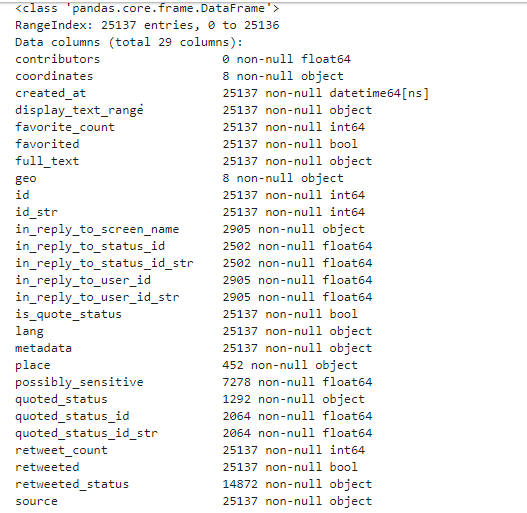 <class 'pandas.core.frame.DataFrame'>
RangeIndex: 25137 entries, 0 to 25136
Data columns (total 29 columns):
contributors 0 non-null float64
coordinates 8 non-null object
created_at 25137 non-null datetime64[ns]
display_text_range 25137 non-null object
favorite_count 25137 non-null int64
favorited 25137 non-null bool
full_text 25137 non-null object
geo 8 non-null object
id 25137 non-null int64
id_str 25137 non-null int64
in_reply_to_screen_name 2905 non-null object
in_reply_to_status_id 2502 non-null float64
in_reply_to_status_id_str 2502 non-null float64
in_reply_to_user_id 2905 non-null float64
in_reply_to_user_id_str 2905 non-null float64
is_quote_status 25137 non-null bool
lang 25137 non-null object
metadata 25137 non-null object
place 452 non-null object
possibly_sensitive 7278 non-null float64
quoted_status 1292 non-null object
quoted_status_id 2064 non-null float64
quoted_status_id_str 2064 non-null float64
retweet_count 25137 non-null int64
retweeted 25137 non-null bool
retweeted_status 14872 non-null object
source 25137 non-null object